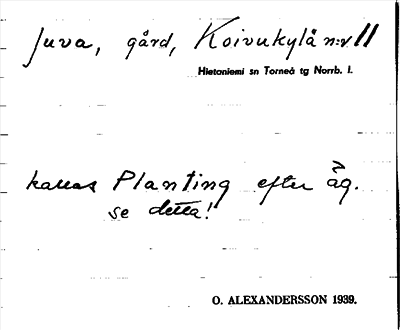 Juva, gård, Koivukylä n:r 11
Hietaniemi sn Torneå tg Norrb. l.
kallas Planting efter äg.
se detta!
O. ALEXANDERSSON 1939.